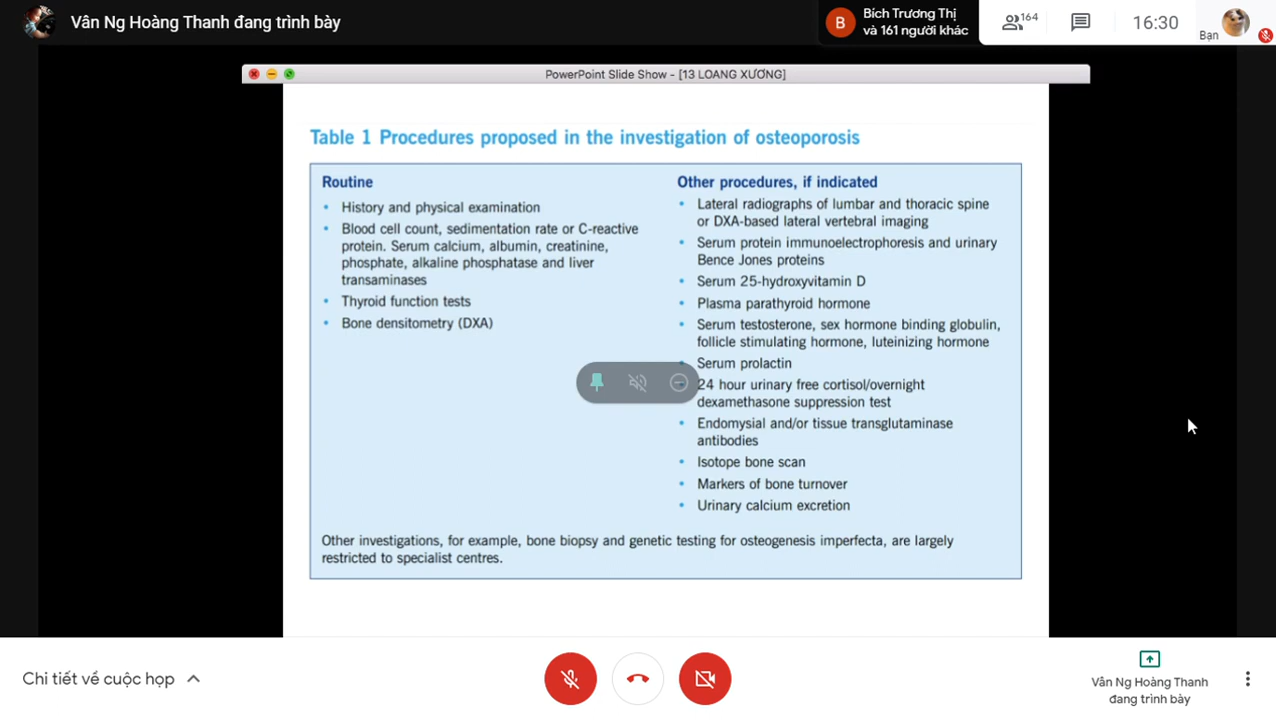 Vân Ng Hoàng Thanh đang trình bày
B
Bích Trương Thị
và 161 người khác
164
16:30
Bạn
PowerPoint Slide Show - [13 LOANG XƯƠNG]
Table 1 Procedures proposed in the investigation of osteoporosis
Routine
• History and physical examination
• Blood cell count, sedimentation rate or C-reactive
protein. Serum calcium, albumin, creatinine,
phosphate, alkaline phosphatase and liver
transaminases
• Thyroid function tests
• Bone densitometry (DXA)
Other procedures, if indicated
• Lateral radiographs of lumbar and thoracic spine
or DXA-based lateral vertebral imaging
• Serum protein immunoelectrophoresis and urinary
Bence Jones proteins
• Serum 25-hydroxyvitamin D
• Plasma parathyroid hormone
• Serum testosterone, sex hormone binding globulin,
follicle stimulating hormone, luteinizing hormone
• Serum prolactin
24 hour urinary free cortisol/overnight
dexamethasone suppression test
• Endomysial and/or tissue transglutaminase
antibodies
• Isotope bone scan
• Markers of bone turnover
• Urinary calcium excretion
Other investigations, for example, bone biopsy and genetic testing for osteogenesis imperfecta, are largely
restricted to specialist centres.
Chi tiết về cuộc họp
Vân Ng Hoàng Thanh
đang trình bày